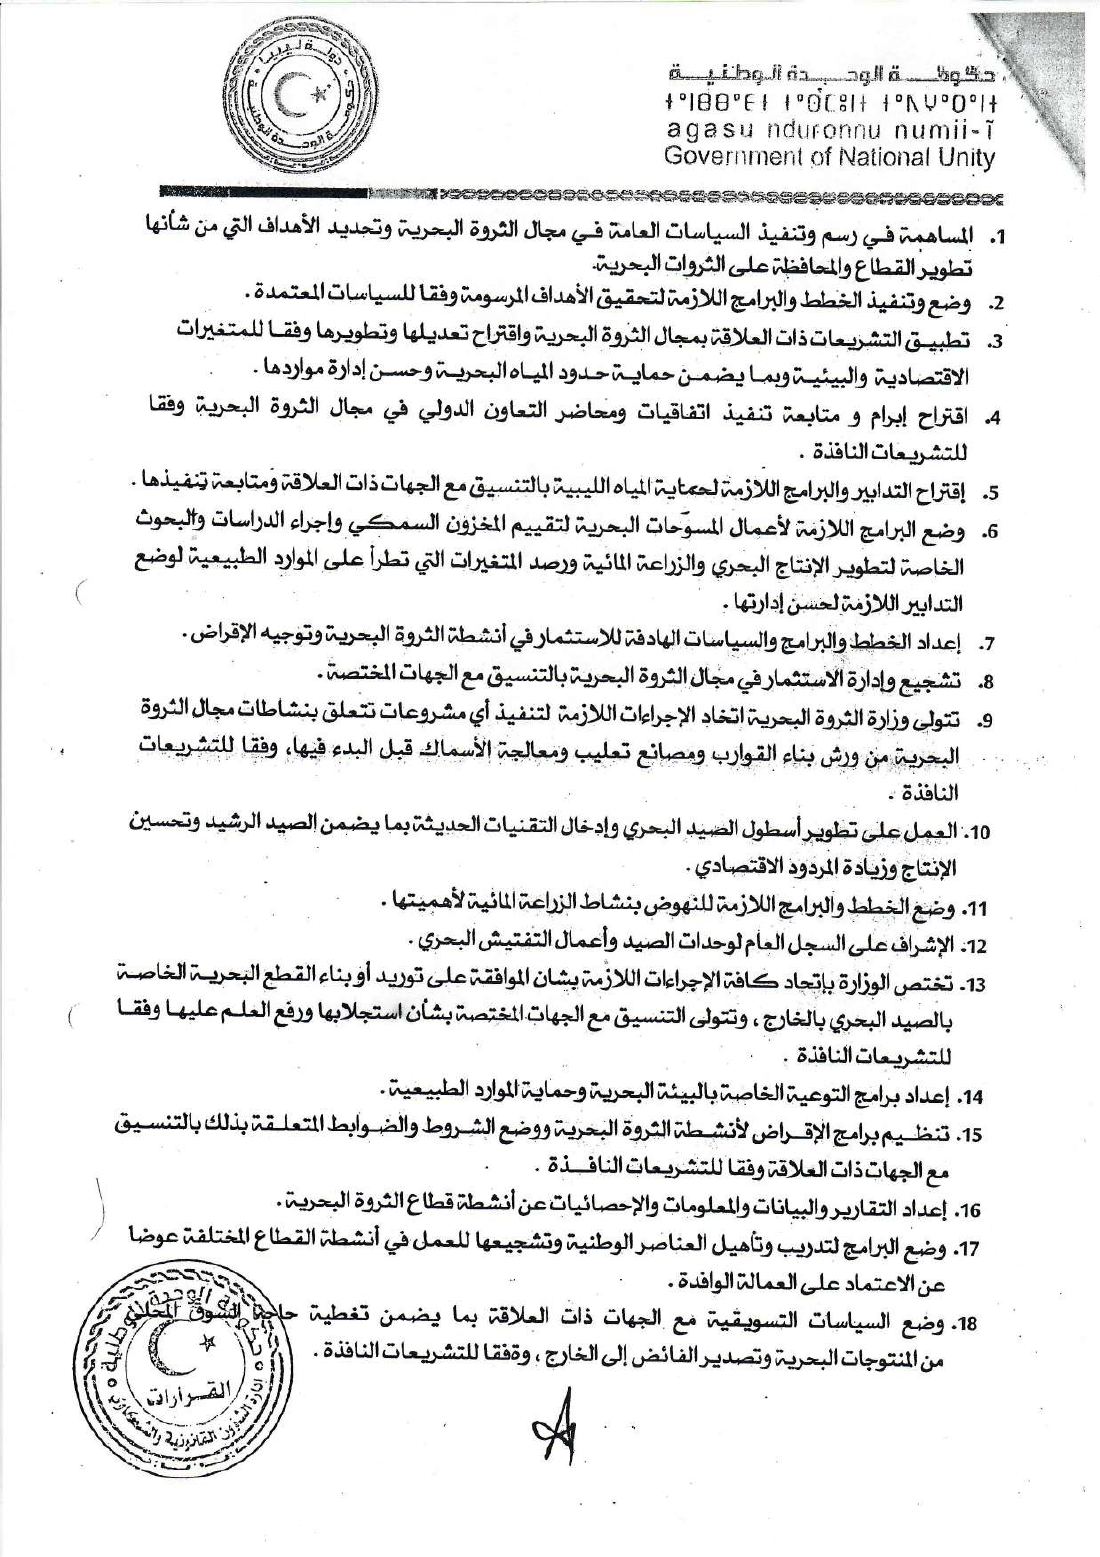 دولة ليبيا
حكومة الوحدة الوطنية
حكومـة الوحـدة الوطنيـة
agasu nduronnu numii-ī
Government of National Unity
1. المساهمة في رسم وتنفيذ السياسات العامة في مجال الثروة البحرية وتحديد الأهداف التي من شأنها
تطوير القطاع والمحافظة على الثروات البحرية.
2. وضع وتنفيذ الخطط والبرامج اللازمة لتحقيق الأهداف المرسومة وفقا للسياسات المعتمدة .
3. تطبيق التشريعات ذات العلاقة بمجال الثروة البحرية واقتراح تعديلها وتطويرها وفقا للمتغيرات
الاقتصادية والبيئية وبما يضمن حماية حدود المياه البحرية وحسن إدارة مواردها .
4. اقتراح إبرام و متابعة تنفيذ اتفاقيات ومحاضر التعاون الدولي في مجال الثروة البحرية وفقا
للتشريعات النافذة .
5. إقتراح التدابير والبرامج اللازمة لحماية المياه الليبية بالتنسيق مع الجهات ذات العلاقة ومتابعة تنفيذها .
6. وضع البرامج اللازمة لأعمال المسوحات البحرية لتقييم المخزون السمكي وإجراء الدراسات والبحوث
الخاصة لتطوير الإنتاج البحري والزراعة المائية ورصد المتغيرات التي تطرأ على الموارد الطبيعية لوضع
التدابير اللازمة لحسن إدارتها .
7. إعداد الخطط والبرامج والسياسات الهادفة للاستثمار في أنشطة الثروة البحرية وتوجيه الإقراض .
8. تشجيع وإدارة الاستثمار في مجال الثروة البحرية بالتنسيق مع الجهات المختصة .
9. تتولى وزارة الثروة البحرية اتخاد الإجراءات اللازمة لتنفيذ أي مشروعات تتعلق بنشاطات مجال الثروة
البحرية من ورش بناء القوارب ومصانع تعليب ومعالجة الأسماك قبل البدء فيها، وفقا للتشريعات
النافذة .
10. العمل على تطوير أسطول الصيد البحري وإدخال التقنيات الحديثة بما يضمن الصيد الرشيد وتحسين
الإنتاج وزيادة المردود الاقتصادي .
11. وضع الخطط والبرامج اللازمة للنهوض بنشاط الزراعة المائية لأهميتها .
12. الإشراف على السجل العام لوحدات الصيد وأعمال التفتيش البحري .
13. تختص الوزارة بإتخاد كافة الإجراءات اللازمة بشان الموافقة على توريد أو بناء القطع البحرية الخاصة
بالصيد البحري بالخارج ، وتتولى التنسيق مع الجهات المختصة بشأن استجلابها ورفع العلم عليها وفقا
للتشريعات النافذة .
14. إعداد برامج التوعية الخاصة بالبيئة البحرية وحماية الموارد الطبيعية .
15. تنظيم برامج الإقراض لأنشطة الثروة البحرية ووضع الشروط والضوابط المتعلقة بذلك بالتنسيق
مع الجهات ذات العلاقة وفقا للتشريعات النافذة .
16. إعداد التقارير والبيانات والمعلومات والإحصائيات عن أنشطة قطاع الثروة البحرية .
17. وضع البرامج لتدريب وتأهيل العناصر الوطنية وتشجيعها للعمل في أنشطة القطاع المختلفة عوضا
عن الاعتماد على العمالة الوافدة .
18. وضع السياسات التسويقية مع الجهات ذات العلاقة بما يضمن تغطية حاجة السوق المحلي
من المنتوجات البحرية وتصدير الفائض إلى الخارج ، وةفقا للتشريعات النافذة .
حكومة الوحدة الوطنية
القرارات
إدارة الشؤون القانونية والشكاوى